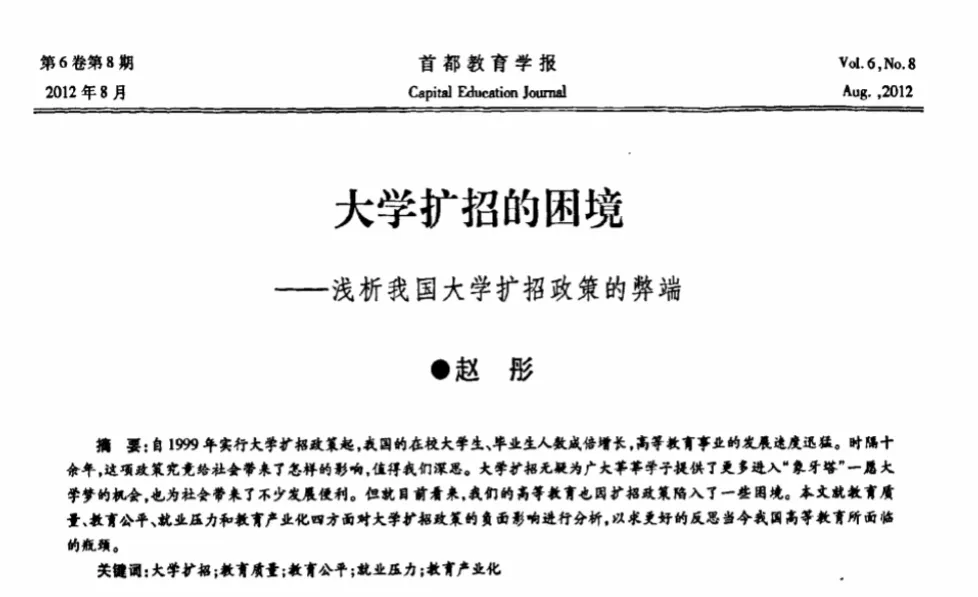 第6卷第8期 首都教育学报 Vol.6,No.8
2012年8月 Capital Education Journal Aug.,2012
大学扩招的困境
——浅析我国大学扩招政策的弊端
●赵 彤
摘 要:自1999年实行大学扩招政策起,我国的在校大学生、毕业生人数成倍增长,高等教育事业的发展速度迅猛。时隔十
余年,这项政策究竟给社会带来了怎样的影响,值得我们深思。大学扩招无疑为广大莘莘学子提供了更多进入“象牙塔”一愿大
学梦的机会,也为社会带来了不少发展便利。但就目前看来,我们的高等教育也因扩招政策陷入了一些困境。本文就教育质
量、教育公平、就业压力和教育产业化四方面对大学扩招政策的负面影响进行分析,以求更好的反思当今我国高等教育所面临
的瓶颈。
关键词:大学扩招;教育质量;教育公平;就业压力;教育产业化